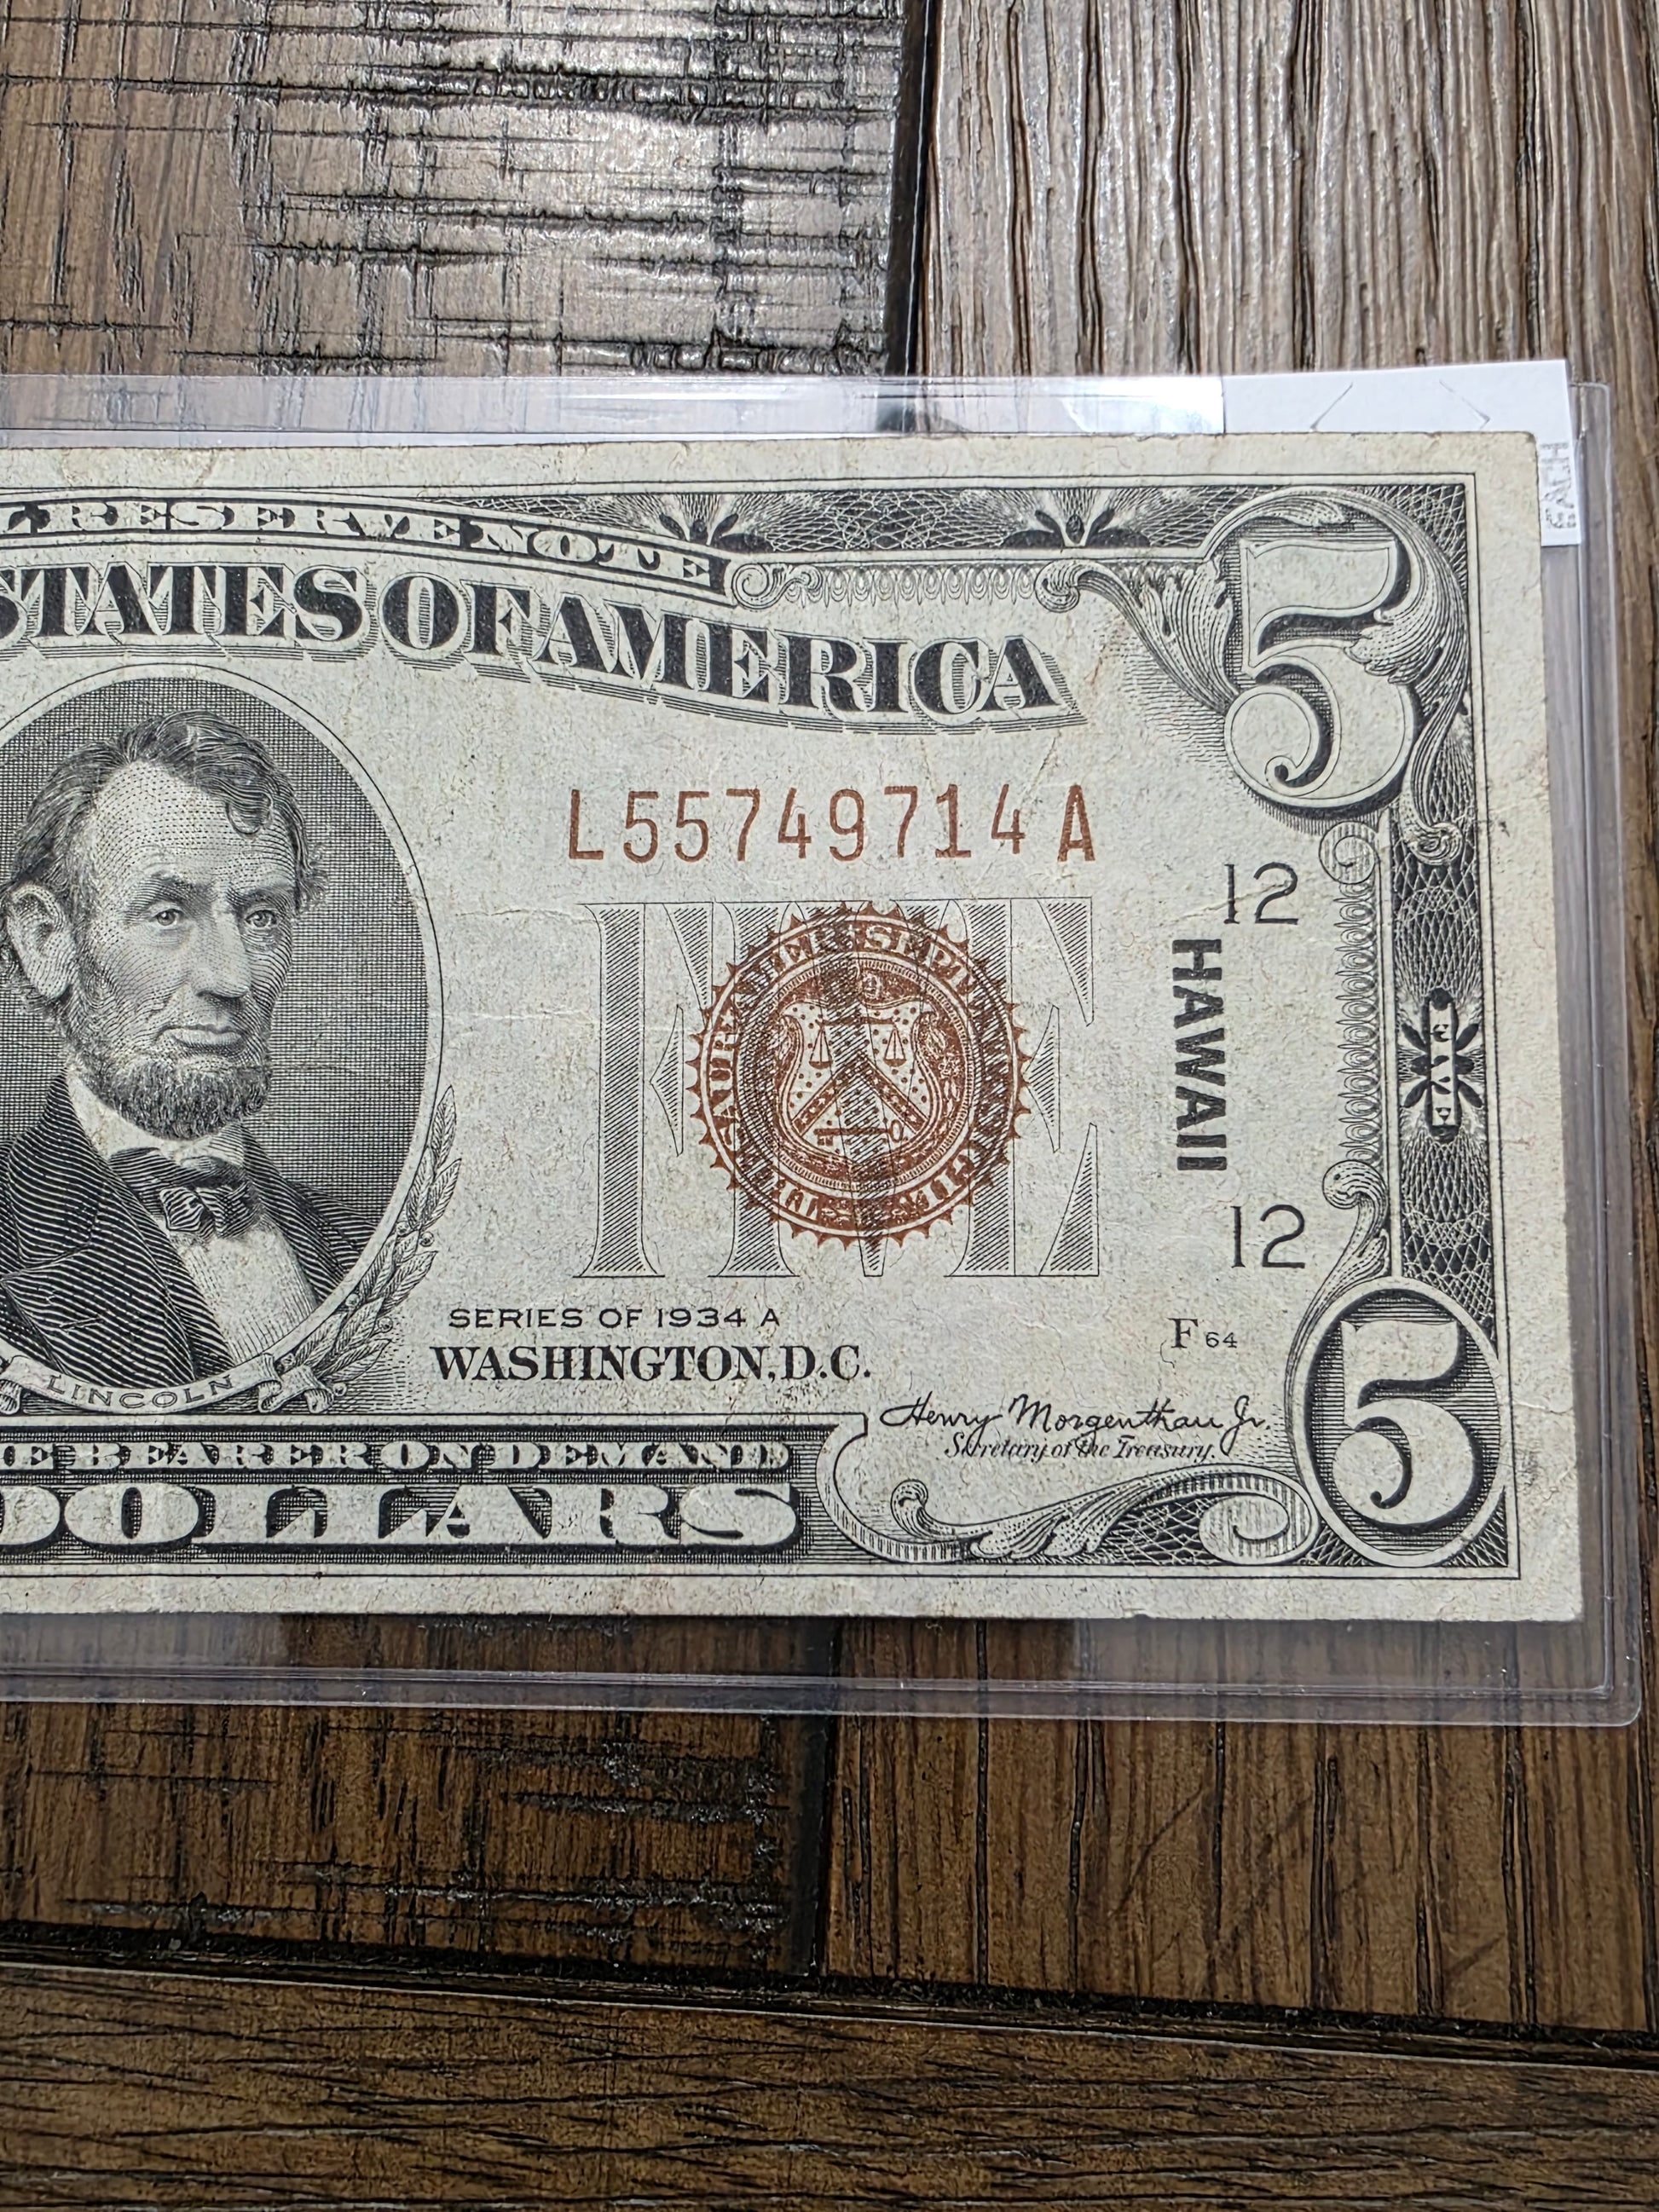 L RESERVE NOTE
STATES OF AMERICA
5
L55749714A
12
HAWAII
FIVE
FIVE
12
SERIES OF 1934 A
WASHINGTON, D.C.
F 64
LINCOLN
Henry Morgenthau Jr.
Secretary of the Treasury.
E BEARER ON DEMAND
DOLLARS
5